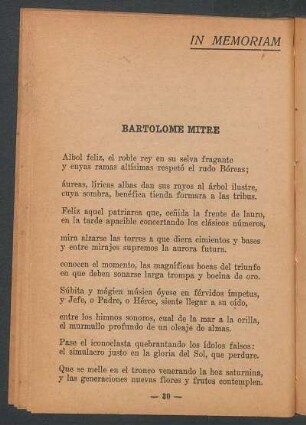 IN MEMORIAM
BARTOLOME MITRE
Albol feliz, el roble rey en su selva fragante
y cuyas ramas altísimas respetó el rudo Bóreas;
áureas, líricas albas dan sus rayos al árbol ilustre,
cuya sombra, benéfica tienda formara a las tribus.
Feliz aquel patriarca que, ceñida la frente de lauro,
en la tarde apacible concertando los clásicos números,
mira alzarse las torres a que diera cimientos y bases
y entre mirajes supremos la aurora futura.
conocen el momento, las magníficas bocas del triunfo
en que deben sonarse larga trompa y bocina de oro.
Súbita y mágica música óyese en férvidos ímpetus,
y Jefe, o Padre, o Héroe, siente llegar a su oído,
entre los himnos sonoros, cual de la mar a la orilla,
el murmullo profundo de un oleaje de almas.
Pase el iconoclasta quebrantando los ídolos falsos:
el simulacro justo en la gloria del Sol, que perdure.
Que se melle en el tronco venerando la hoz saturnina,
y las generaciones nuevas flores y frutos contemplen.
— 30 —